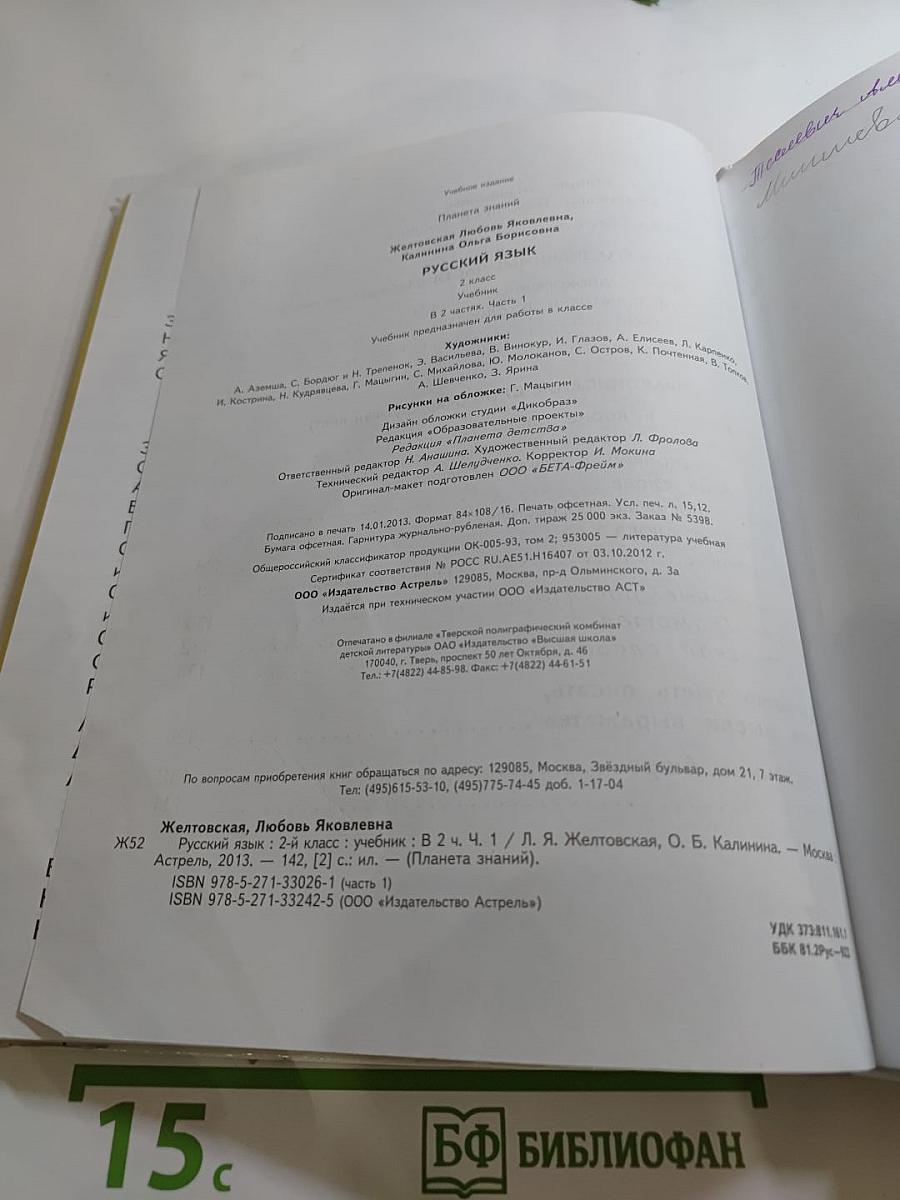 Учебное издание
Планета знаний
Желтовская Любовь Яковлевна,
Калинина Ольга Борисовна
РУССКИЙ ЯЗЫК
2 класс
Учебник
В 2 частях. Часть 1
Учебник предназначен для работы в классе
Художники:
А. Аземша, С. Бордюг и Н. Трепенок, Э. Васильева, В. Винокур, И. Глазов, А. Елисеев, Л. Карпенко,
И. Кострина, Н. Кудрявцева, Г. Мацыгин, С. Михайлова, Ю. Молоканов, С. Остров, К. Почтенная, В. Топков,
А. Шевченко, З. Ярина
Рисунки на обложке: Г. Мацыгин
Дизайн обложки студии «Дикобраз»
Редакция «Образовательные проекты»
Редакция «Планета детства»
Ответственный редактор Н. Анашина. Художественный редактор Л. Фролова
Технический редактор А. Шелудченко. Корректор И. Мокина
Оригинал-макет подготовлен ООО «БЕТА-Фрейм»
Подписано в печать 14.01.2013. Формат 84×108/16. Печать офсетная. Усл. печ. л. 15,12.
Бумага офсетная. Гарнитура журнально-рубленая. Доп. тираж 25 000 экз. Заказ № 5398.
Общероссийский классификатор продукции ОК-005-93, том 2; 953005 — литература учебная
Сертификат соответствия № РОСС RU.AE51.H16407 от 03.10.2012 г.
ООО «Издательство Астрель» 129085, Москва, пр-д Ольминского, д. 3а
Издаётся при техническом участии ООО «Издательство АСТ»
Отпечатано в филиале «Тверской полиграфический комбинат
детской литературы» ОАО «Издательство «Высшая школа»
170040, г. Тверь, проспект 50 лет Октября, д. 46
Тел.: +7(4822) 44-85-98. Факс: +7(4822) 44-61-51
По вопросам приобретения книг обращаться по адресу: 129085, Москва, Звёздный бульвар, дом 21, 7 этаж.
Тел: (495)615-53-10, (495)775-74-45 доб. 1-17-04
Желтовская, Любовь Яковлевна
Ж52 Русский язык : 2-й класс : учебник : В 2 ч. Ч. 1 / Л. Я. Желтовская, О. Б. Калинина. — Москва
Астрель, 2013. — 142, [2] с.: ил. — (Планета знаний).
ISBN 978-5-271-33026-1 (часть 1)
ISBN 978-5-271-33242-5 (ООО «Издательство Астрель»)
УДК 373:811.161.1
ББК 81.2Рус-922
15 с
БФ БИБЛИОФАН